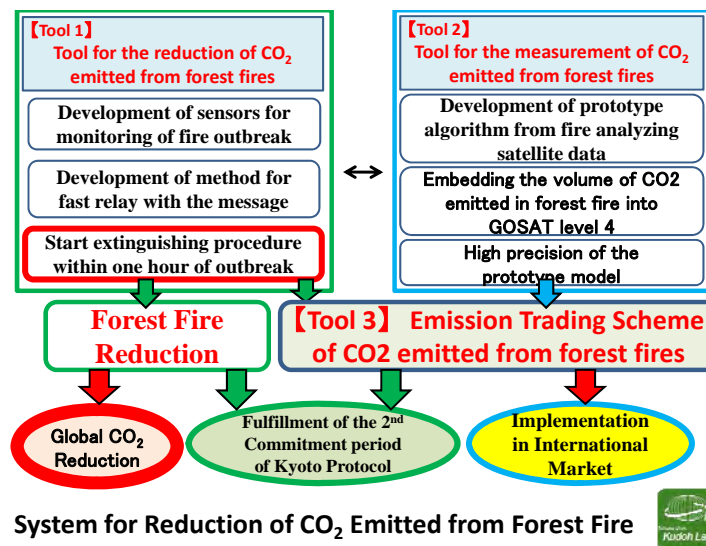 【Tool 1】
Tool for the reduction of CO2
emitted from forest fires
Development of sensors for
monitoring of fire outbreak
Development of method for
fast relay with the message
Start extinguishing procedure
within one hour of outbreak
【Tool 2】
Tool for the measurement of CO2
emitted from forest fires
Development of prototype
algorithm from fire analyzing
satellite data
Embedding the volume of CO2
emitted in forest fire into
GOSAT level 4
High precision of the
prototype model
Forest Fire
Reduction
【Tool 3】 Emission Trading Scheme
of CO2 emitted from forest fires
Global CO2
Reduction
Fulfillment of the 2nd
Commitment period
of Kyoto Protocol
Implementation
in International
Market
System for Reduction of CO2 Emitted from Forest Fire
Kudoh La